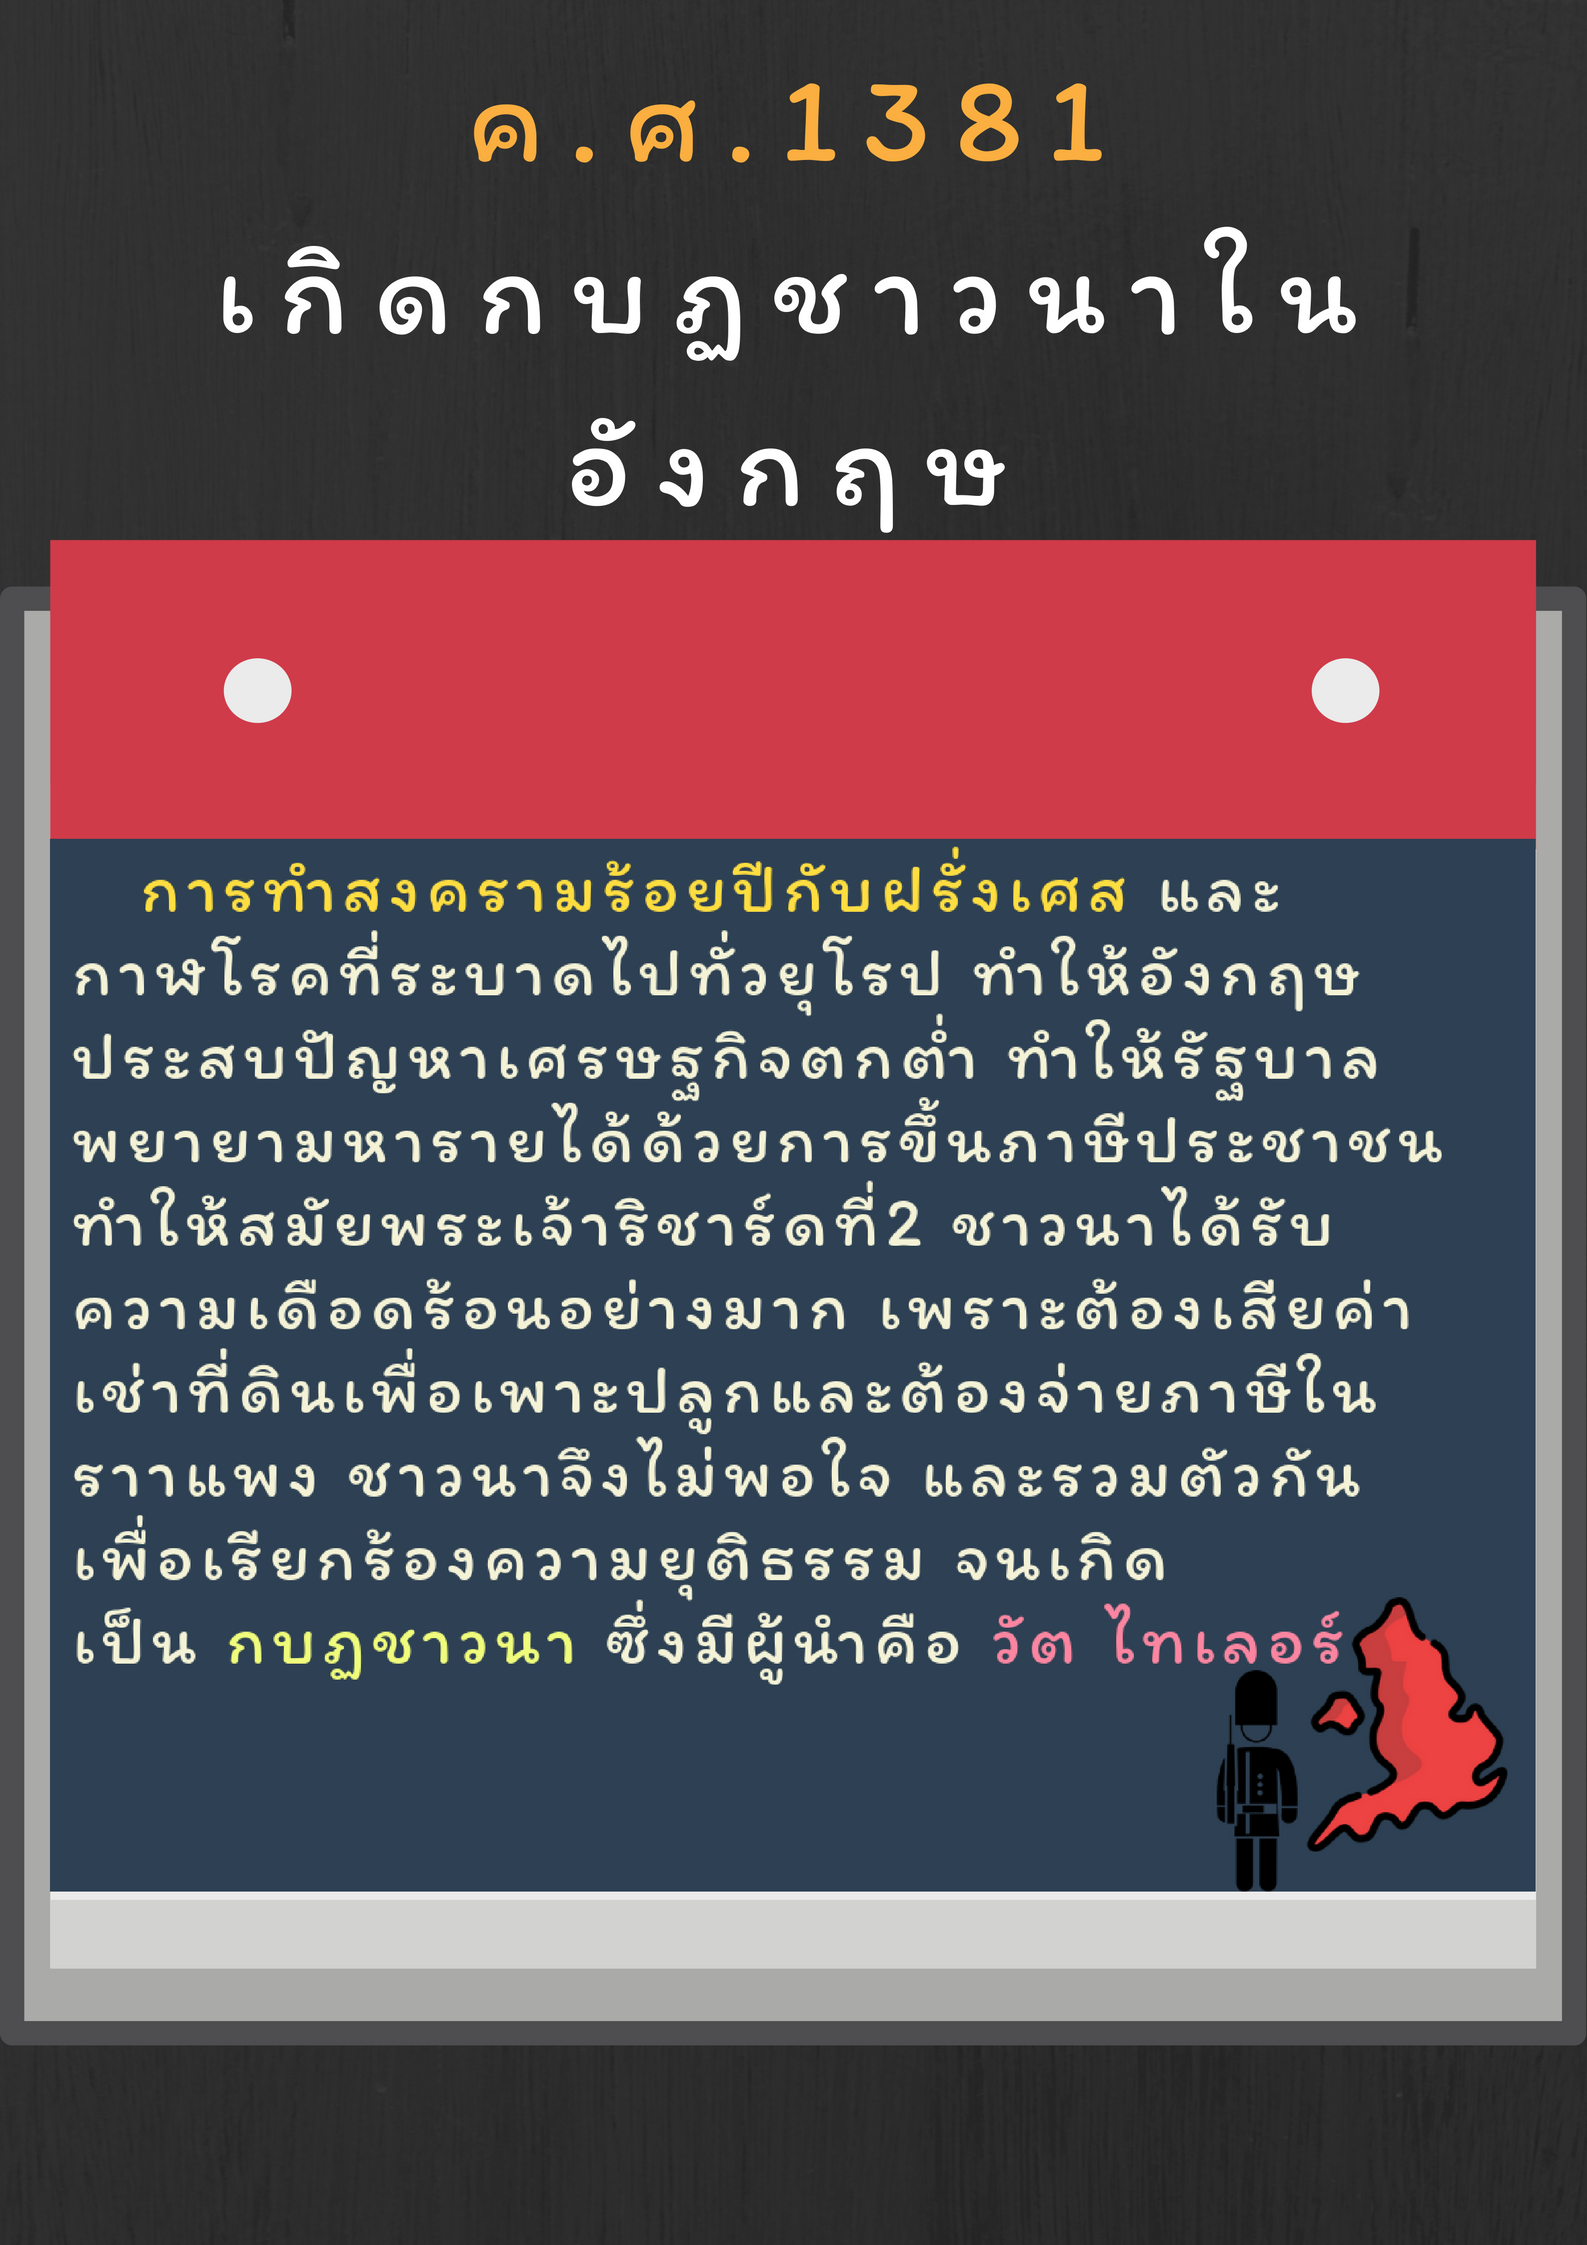 ค.ศ.1381
เกิดกบฏชาวนาใน
อังกฤษ
การทำสงครามร้อยปีกับฝรั่งเศส และ
กาฬโรคที่ระบาดไปทั่วยุโรป ทำให้อังกฤษ
ประสบปัญหาเศรษฐกิจตกต่ำ ทำให้รัฐบาล
พยายามหารายได้ด้วยการขึ้นภาษีประชาชน
ทำให้สมัยพระเจ้าริชาร์ดที่2 ชาวนาได้รับ
ความเดือดร้อนอย่างมาก เพราะต้องเสียค่า
เช่าที่ดินเพื่อเพาะปลูกและต้องจ่ายภาษีใน
ราาแพง ชาวนาจึงไม่พอใจ และรวมตัวกัน
เพื่อเรียกร้องความยุติธรรม จนเกิด
เป็น กบฏชาวนา ซึ่งมีผู้นำคือ วัต ไทเลอร์